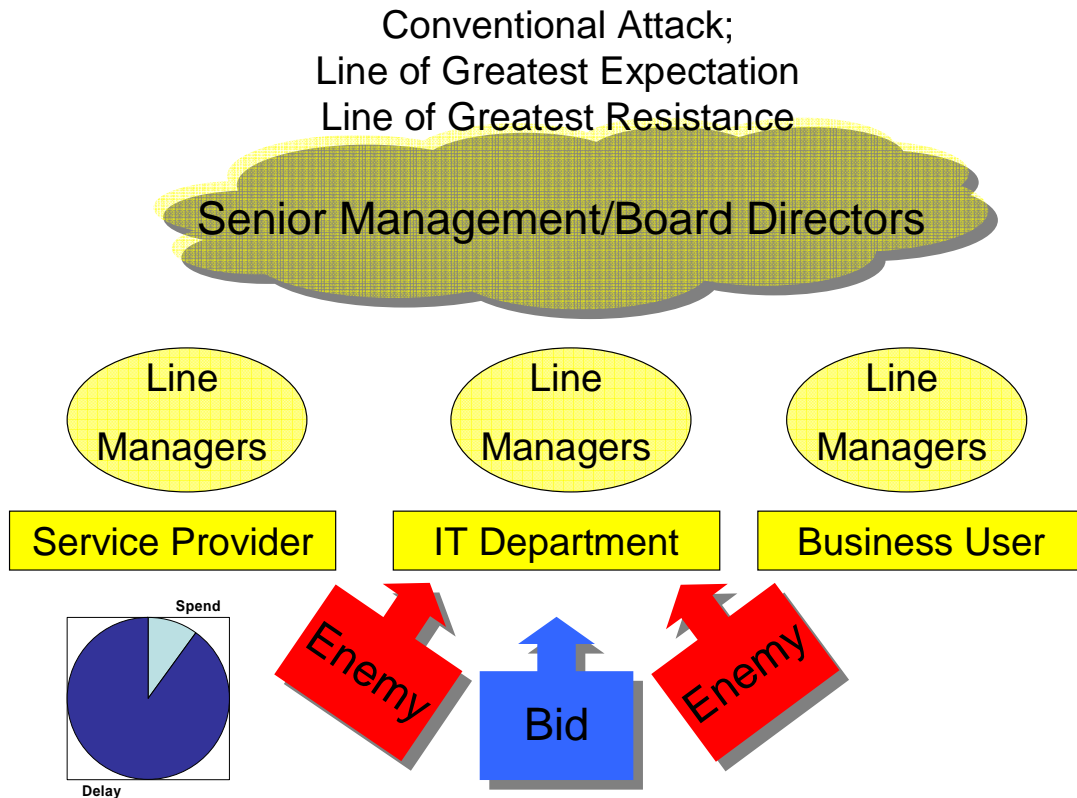 Conventional Attack;
Line of Greatest Expectation
Line of Greatest Resistance
Senior Management/Board Directors
Line
Managers
Line
Managers
Line
Managers
Service Provider
IT Department
Business User
Spend
Delay
Enemy
Bid
Enemy